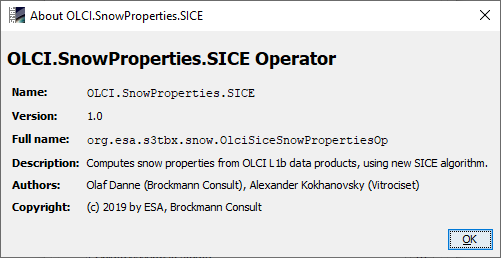 About OLCI.SnowProperties.SICE
OLCI.SnowProperties.SICE Operator
Name: OLCI.SnowProperties.SICE
Version: 1.0
Full name: org.esa.s3tbx.snow.OlciSiceSnowPropertiesOp
Description: Computes snow properties from OLCI L1b data products, using new SICE algorithm.
Authors: Olaf Danne (Brockmann Consult), Alexander Kokhanovsky (Vitrociset)
Copyright: (c) 2019 by ESA, Brockmann Consult
OK